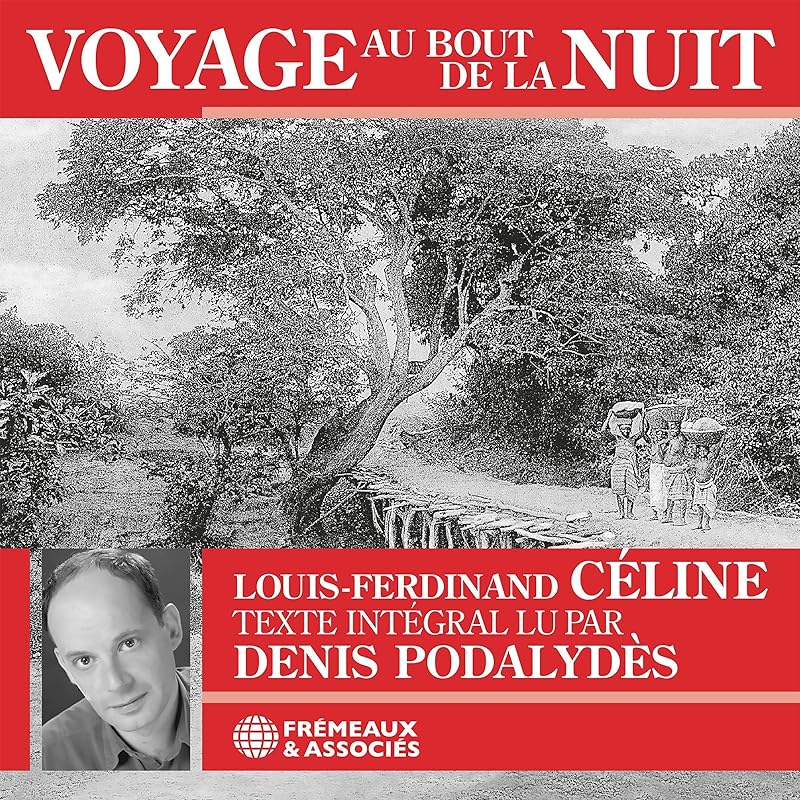 VOYAGE AU BOUT DE LA NUIT
LOUIS-FERDINAND CÉLINE
TEXTE INTÉGRAL LU PAR
DENIS PODALYDÈS
FRÉMEAUX
& ASSOCIÉS